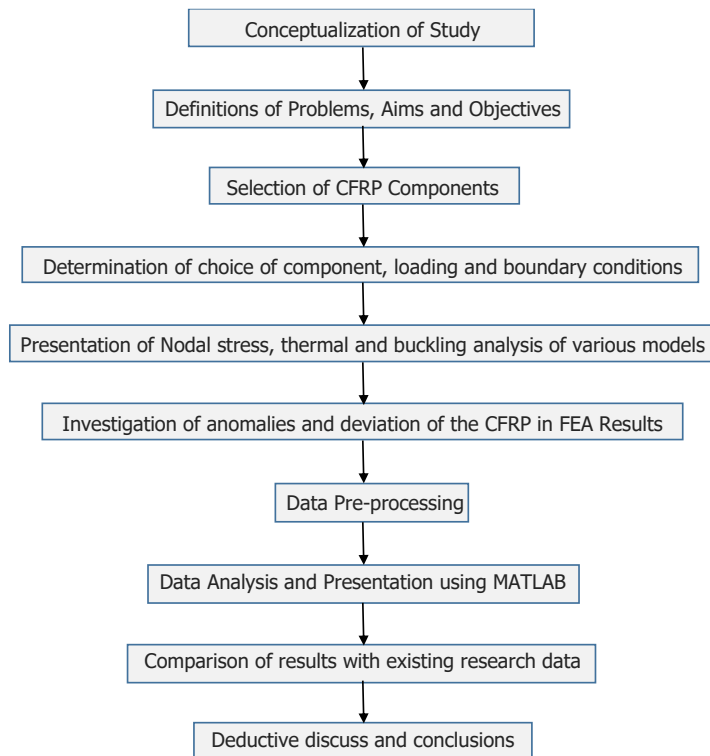 Conceptualization of Study
Definitions of Problems, Aims and Objectives
Selection of CFRP Components
Determination of choice of component, loading and boundary conditions
Presentation of Nodal stress, thermal and buckling analysis of various models
Investigation of anomalies and deviation of the CFRP in FEA Results
Data Pre-processing
Data Analysis and Presentation using MATLAB
Comparison of results with existing research data
Deductive discuss and conclusions